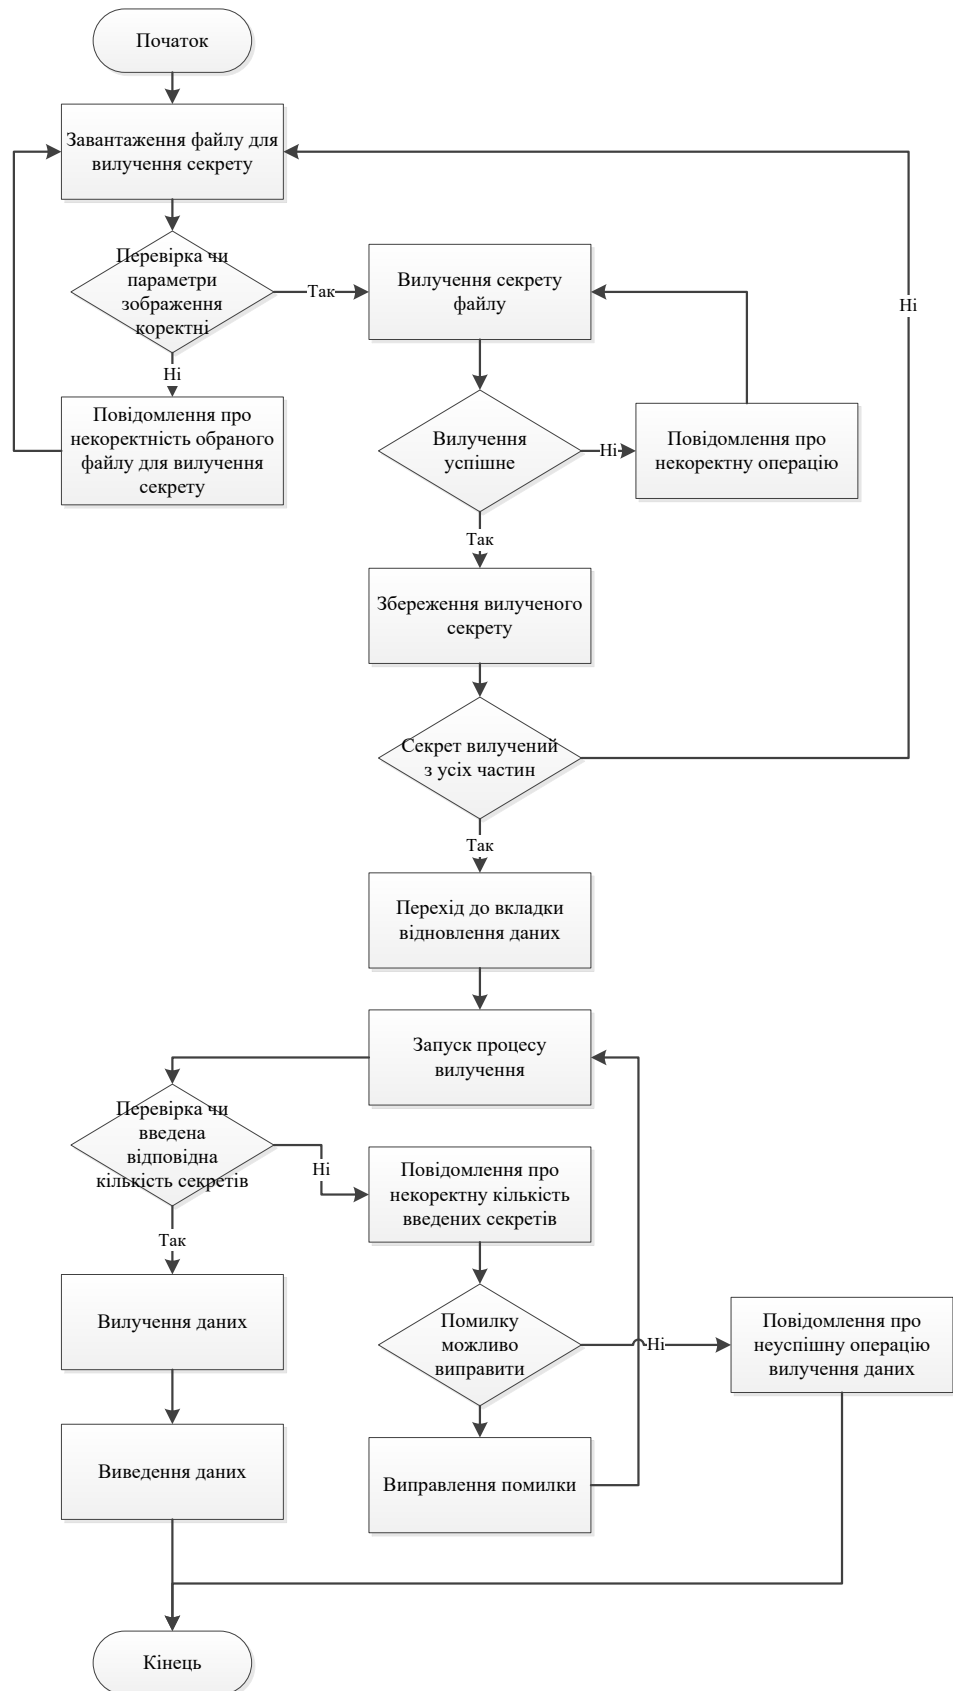 Початок
Завантаження файлу для
вилучення секрету
Перевірка чи
параметри
зображення
коректні
Так
Вилучення секрету
файлу
Ні
Ні
Повідомлення про
некоректність обраного
файлу для вилучення
секрету
Вилучення
успішне
Ні
Повідомлення про
некоректну операцію
Так
Збереження вилученого
секрету
Секрет вилучений
з усіх частин
Так
Перехід до вкладки
відновлення даних
Запуск процесу
вилучення
Перевірка чи
введена
відповідна
кількість секретів
Ні
Повідомлення про
некоректну кількість
введених секретів
Так
Вилучення даних
Помилку
можливо
виправити
Ні
Повідомлення про
неуспішну операцію
вилучення даних
Виведення даних
Виправлення помилки
Кінець